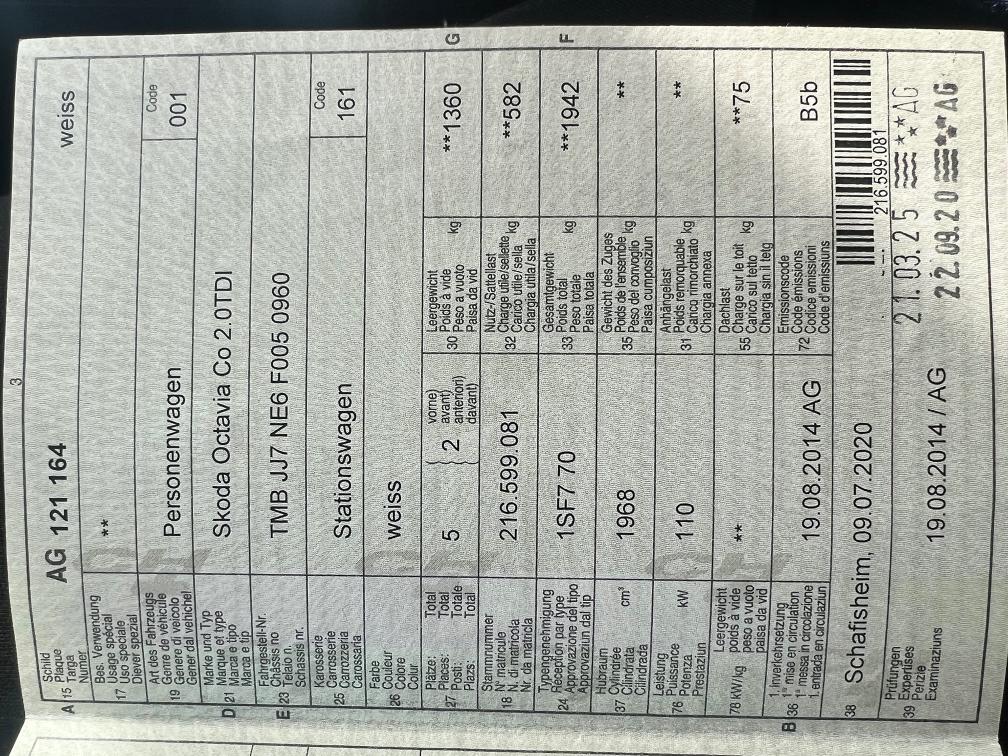 3
A 15 Schild Plaque Targa Numer AG 121 164 weiss
17 Bes. Verwendung Usage spécial Uso speciale Diever spezial **
19 Art des Fahrzeugs Genre de véhicule Genere di veicolo Gener dal vehichel Personenwagen Code 001
D 21 Marke und Typ Marque et type Marca e tipo Marca e tip Skoda Octavia Co 2.0TDI
E 23 Fahrgestell-Nr. Châssis no Telaio n. Schassis nr. TMB JJ7 NE6 F005 0960
25 Karosserie Carrosserie Carrozzeria Carossaria Stationswagen Code 161
26 Farbe Couleur Colore Colur weiss
27 Plätze: Places: Posti: Plazs: Total Total Totale Total 5 2 vorne) avant) anteriori) davant)
30 Leergewicht Poids à vide Peso a vuoto Paisa da vid kg **1360 G
18 Stammnummer N° matricule N. di matricola Nr. da matricla 216.599.081
32 Nutz-/Sattellast Charge utile/sellette Carico utile/sella Chargia utila/sella kg **582
24 Typengenehmigung Réception par type Approvazione del tipo Approvaziun dal tip 1SF7 70
33 Gesamtgewicht Poids total Peso totale Paisa totala kg **1942 F
37 Hubraum Cylindrée Cilindrata Cilindrada cm³ 1968
35 Gewicht des Zuges Poids de l'ensemble Peso del convoglio Paisa cumposiziun kg **
76 Leistung Puissance Potenza Prestaziun kW 110
31 Anhängelast Poids remorquable Carico rimorchiato Chargia annexa kg **
78 kW/kg Leergewicht poids à vide peso a vuoto paisa da vid **
55 Dachlast Charge sur le toit Carico sul tetto Chargia sin il tetg kg **75
B 36 1. Inverkehrsetzung 1re mise en circulation 1a messa in circolazione 1. entrada en circulaziun 19.08.2014 AG
72 Emissionscode Code émissions Codice emissioni Code d'emissiuns B5b
38 Schafisheim, 09.07.2020
216.599.081
39 Prüfungen Expertises Perizie Examinaziuns
21.03.25 **AG
19.08.2014 / AG 22.09.20 **AG